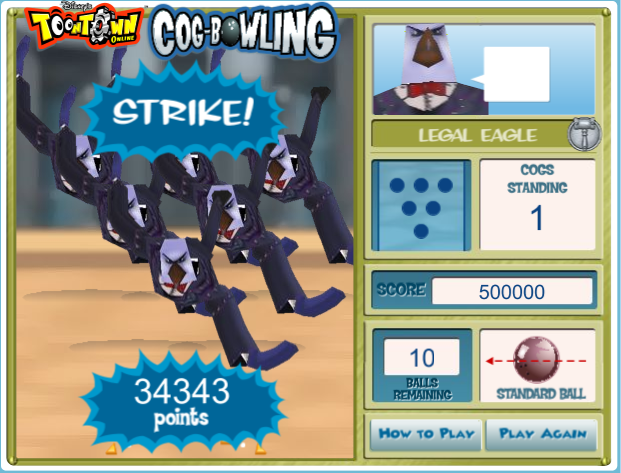 Disney's
TOONTOWN
ONLINE
COG-BOWLING
STRIKE!
34343
points
LEGAL EAGLE
COGS
STANDING
1
SCORE
500000
10
BALLS
REMAINING
STANDARD BALL
HOW TO PLAY
PLAY AGAIN